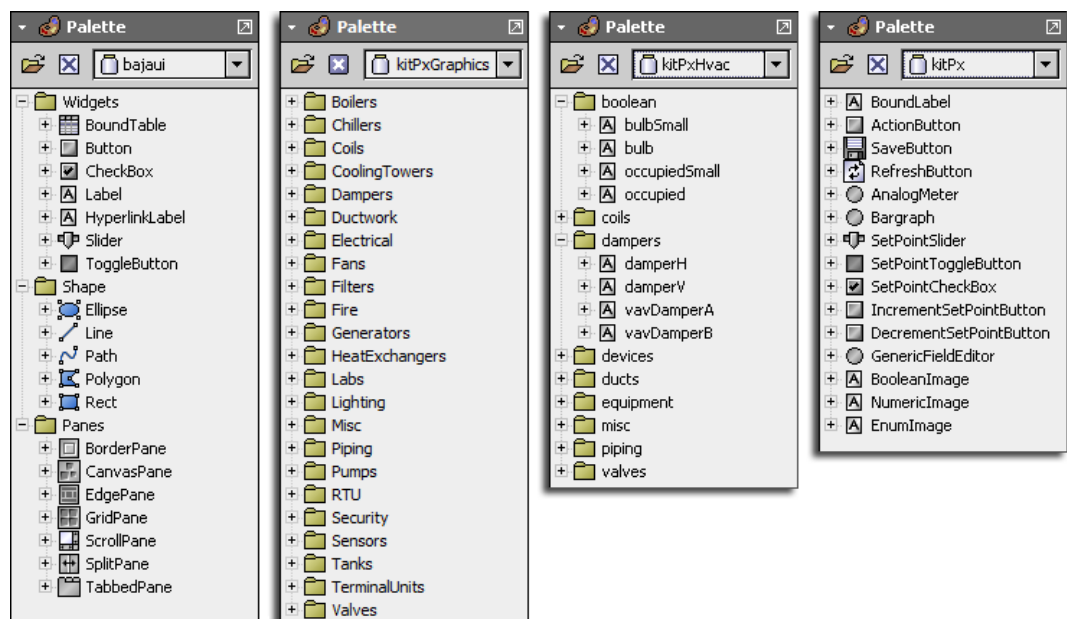 Palette
bajaui
Widgets
BoundTable
Button
CheckBox
Label
HyperlinkLabel
Slider
ToggleButton
Shape
Ellipse
Line
Path
Polygon
Rect
Panes
BorderPane
CanvasPane
EdgePane
GridPane
ScrollPane
SplitPane
TabbedPane
Palette
kitPxGraphics
Boilers
Chillers
Coils
CoolingTowers
Dampers
Ductwork
Electrical
Fans
Filters
Fire
Generators
HeatExchangers
Labs
Lighting
Misc
Piping
Pumps
RTU
Security
Sensors
Tanks
TerminalUnits
Valves
Palette
kitPxHvac
boolean
A bulbSmall
A bulb
A occupiedSmall
A occupied
coils
dampers
A damperH
A damperV
A vavDamperA
A vavDamperB
devices
ducts
equipment
misc
piping
valves
Palette
kitPx
A BoundLabel
ActionButton
SaveButton
RefreshButton
AnalogMeter
Bargraph
SetPointSlider
SetPointToggleButton
SetPointCheckBox
IncrementSetPointButton
DecrementSetPointButton
GenericFieldEditor
A BooleanImage
A NumericImage
A EnumImage